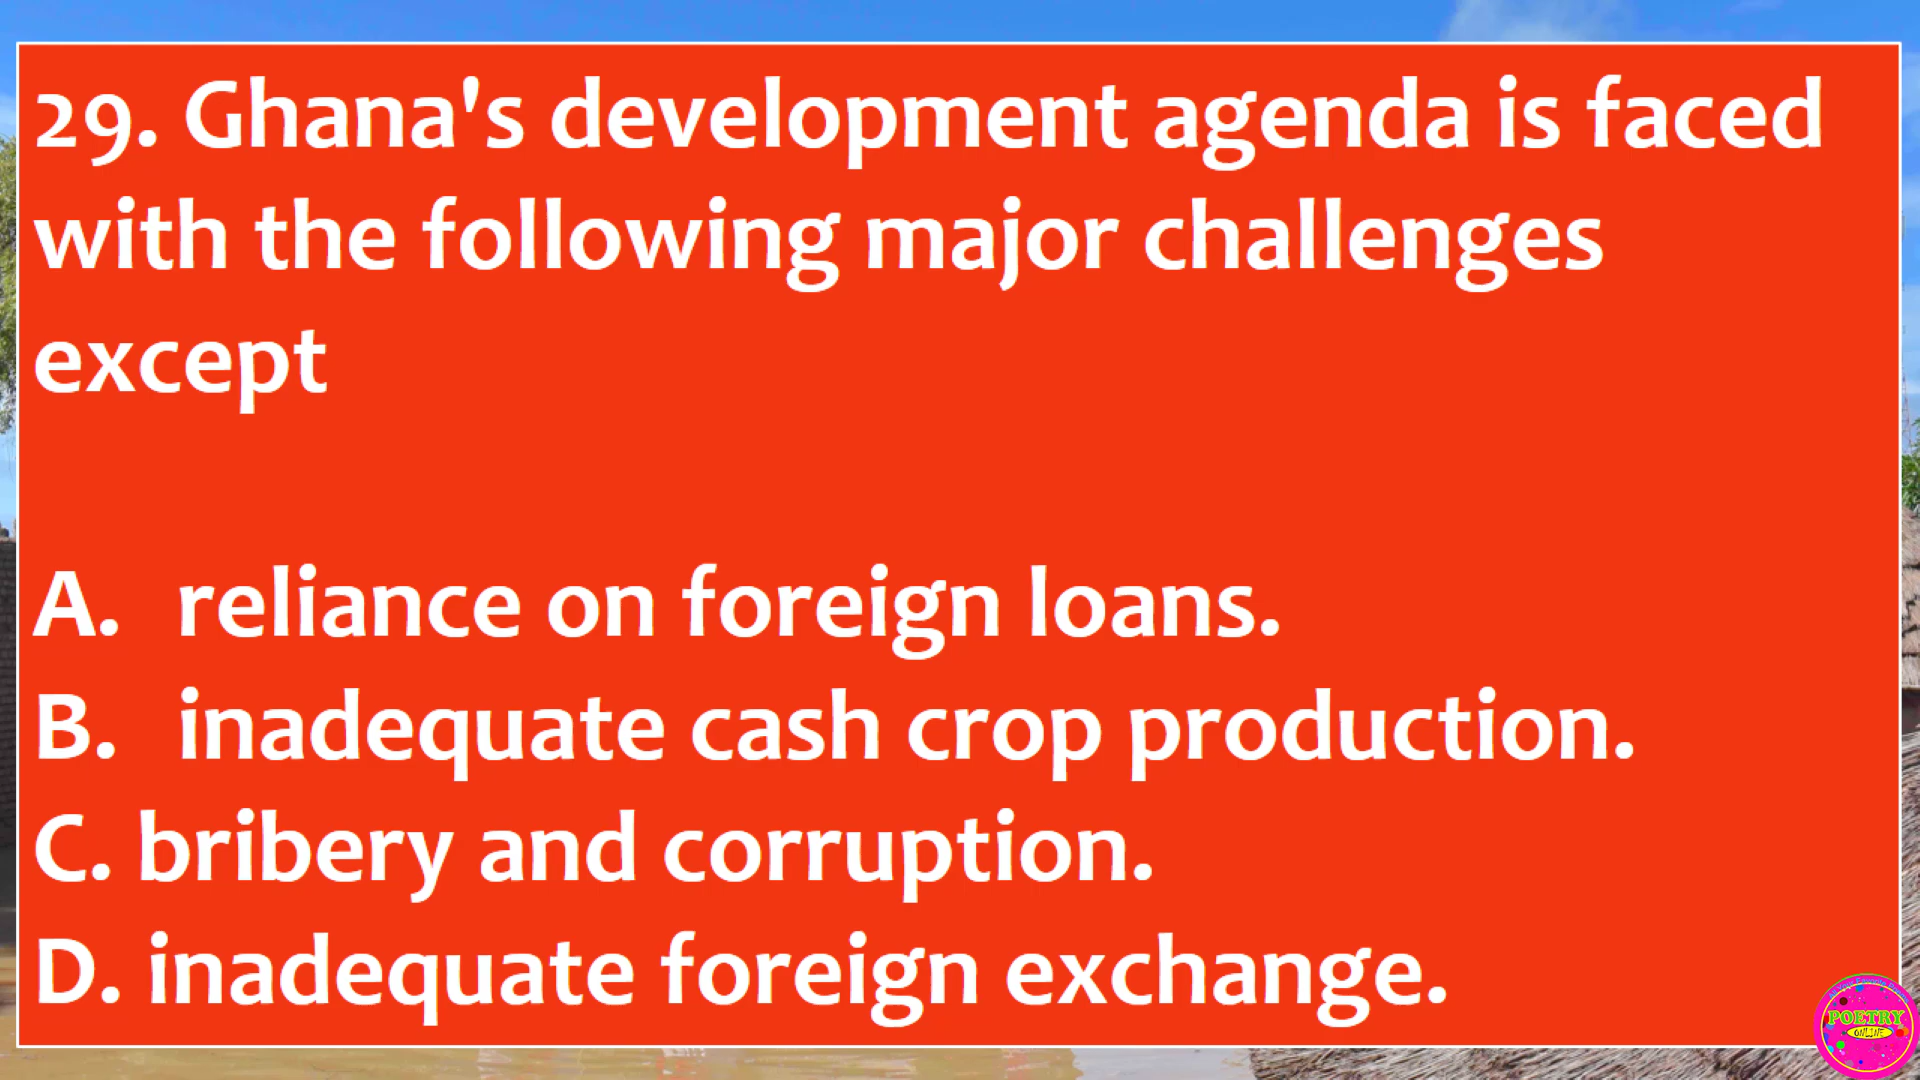 29. Ghana's development agenda is faced
with the following major challenges
except
A. reliance on foreign loans.
B. inadequate cash crop production.
C. bribery and corruption.
D. inadequate foreign exchange.
POETRY
ONLINE